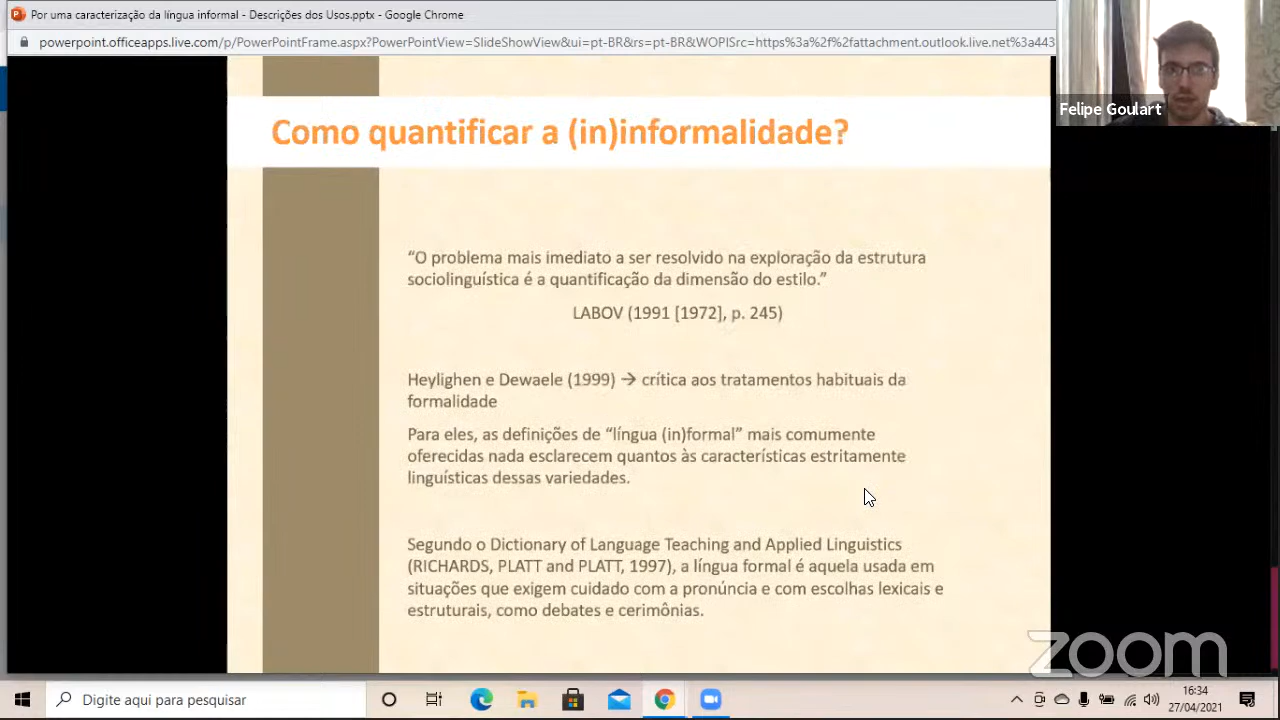 Por uma caracterização da língua informal - Descrições dos Usos.pptx - Google Chrome
powerpoint.officeapps.live.com/p/PowerPointFrame.aspx?PowerPointView=SlideShowView&ui=pt-BR&rs=pt-BR&WOPISrc=https%3a%2f%2fattachment.outlook.live.net%3a443
Felipe Goulart
Como quantificar a (in)informalidade?
“O problema mais imediato a ser resolvido na exploração da estrutura
sociolinguística é a quantificação da dimensão do estilo.”
LABOV (1991 [1972], p. 245)
Heylighen e Dewaele (1999) → crítica aos tratamentos habituais da
formalidade
Para eles, as definições de “língua (in)formal” mais comumente
oferecidas nada esclarecem quantos às características estritamente
linguísticas dessas variedades.
Segundo o Dictionary of Language Teaching and Applied Linguistics
(RICHARDS, PLATT and PLATT, 1997), a língua formal é aquela usada em
situações que exigem cuidado com a pronúncia e com escolhas lexicais e
estruturais, como debates e cerimônias.
zoom
Digite aqui para pesquisar
16:34
27/04/2021